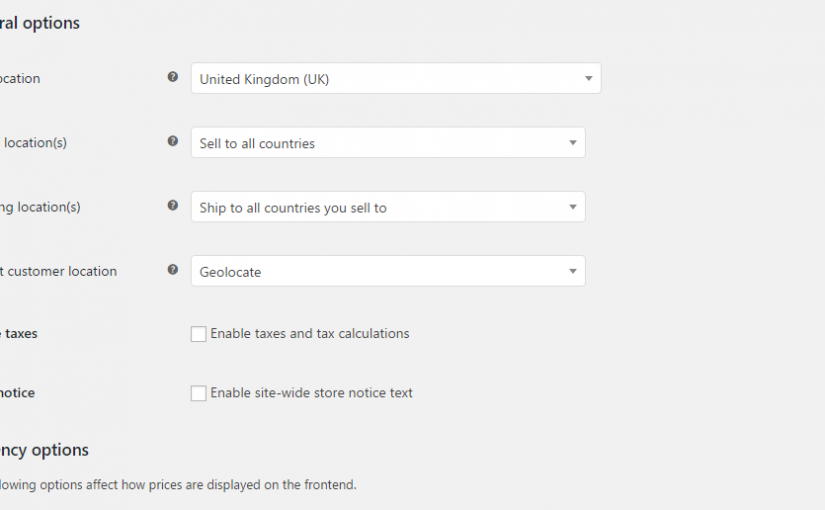 ral options
ocation
United Kingdom (UK)
location(s)
Sell to all countries
ng location(s)
Ship to all countries you sell to
t customer location
Geolocate
e taxes
Enable taxes and tax calculations
notice
Enable site-wide store notice text
ncy options
lowing options affect how prices are displayed on the frontend.